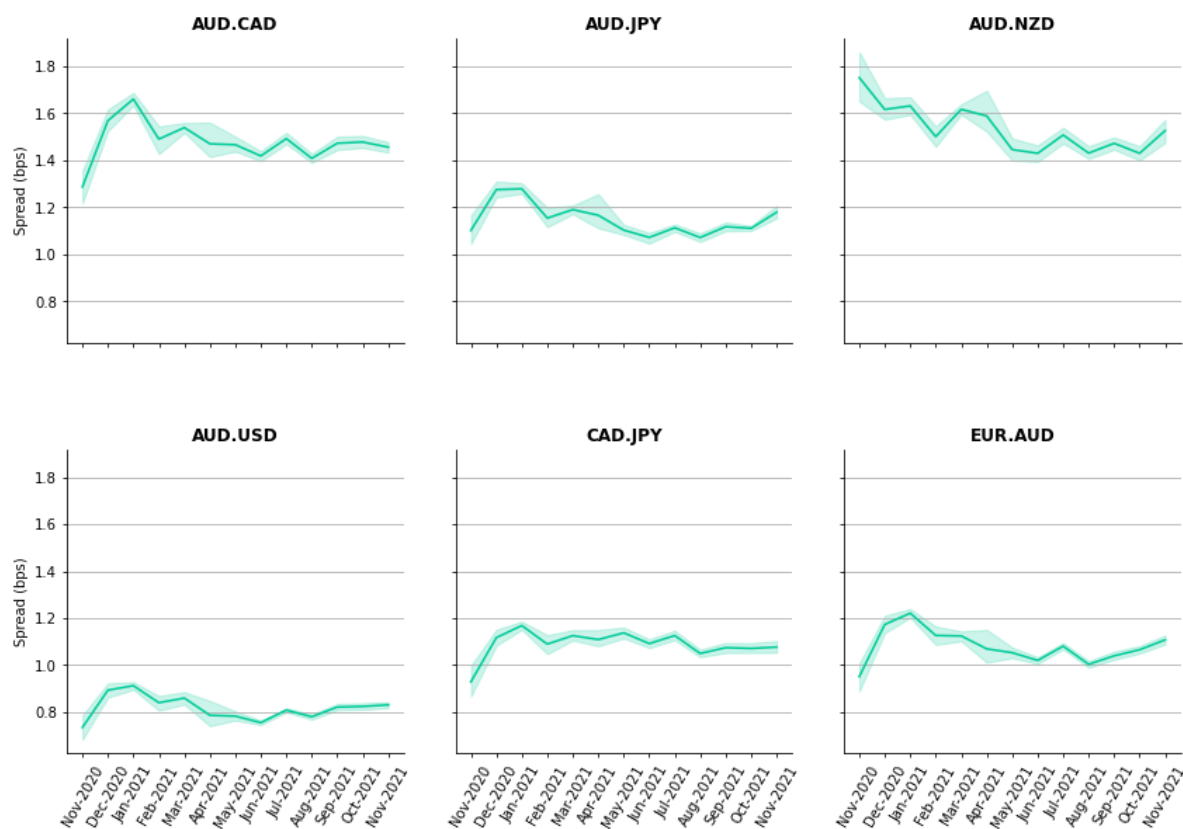 AUD.CAD
AUD.JPY
AUD.NZD
Spread (bps)
1.8
1.6
1.4
1.2
1.0
0.8
AUD.USD
CAD.JPY
EUR.AUD
Spread (bps)
1.8
1.6
1.4
1.2
1.0
0.8
Nov-2020
Dec-2020
Jan-2021
Feb-2021
Mar-2021
Apr-2021
May-2021
Jun-2021
Jul-2021
Aug-2021
Sep-2021
Oct-2021
Nov-2021
Nov-2020
Dec-2020
Jan-2021
Feb-2021
Mar-2021
Apr-2021
May-2021
Jun-2021
Jul-2021
Aug-2021
Sep-2021
Oct-2021
Nov-2021
Nov-2020
Dec-2020
Jan-2021
Feb-2021
Mar-2021
Apr-2021
May-2021
Jun-2021
Jul-2021
Aug-2021
Sep-2021
Oct-2021
Nov-2021